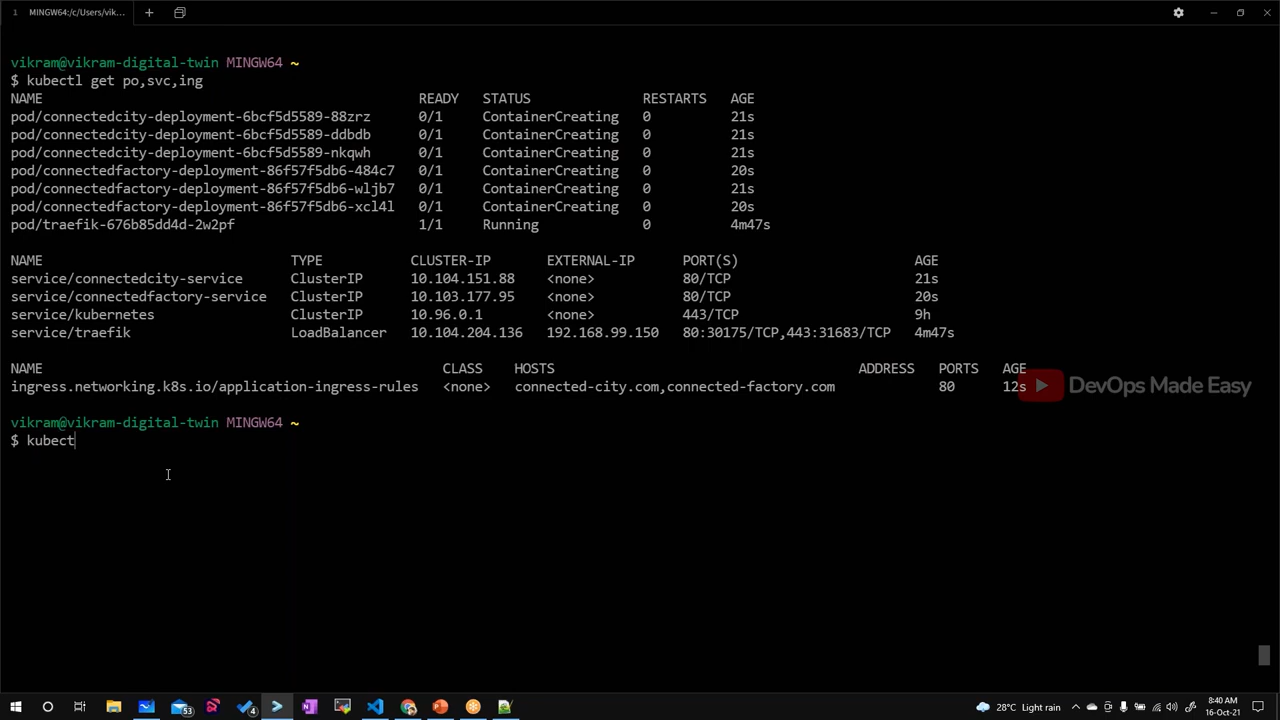 1 MINGW64:/c/Users/vik...
vikram@vikram-digital-twin MINGW64 ~
$ kubectl get po,svc,ing
NAME READY STATUS RESTARTS AGE
pod/connectedcity-deployment-6bcf5d5589-88zrz 0/1 ContainerCreating 0 21s
pod/connectedcity-deployment-6bcf5d5589-ddbdb 0/1 ContainerCreating 0 21s
pod/connectedcity-deployment-6bcf5d5589-nkqwh 0/1 ContainerCreating 0 21s
pod/connectedfactory-deployment-86f57f5db6-484c7 0/1 ContainerCreating 0 20s
pod/connectedfactory-deployment-86f57f5db6-wljb7 0/1 ContainerCreating 0 21s
pod/connectedfactory-deployment-86f57f5db6-xcl4l 0/1 ContainerCreating 0 20s
pod/traefik-676b85dd4d-2w2pf 1/1 Running 0 4m47s
NAME TYPE CLUSTER-IP EXTERNAL-IP PORT(S) AGE
service/connectedcity-service ClusterIP 10.104.151.88 <none> 80/TCP 21s
service/connectedfactory-service ClusterIP 10.103.177.95 <none> 80/TCP 20s
service/kubernetes ClusterIP 10.96.0.1 <none> 443/TCP 9h
service/traefik LoadBalancer 10.104.204.136 192.168.99.150 80:30175/TCP,443:31683/TCP 4m47s
NAME CLASS HOSTS ADDRESS PORTS AGE
ingress.networking.k8s.io/application-ingress-rules <none> connected-city.com,connected-factory.com 80 12s
DevOps Made Easy
vikram@vikram-digital-twin MINGW64 ~
$ kubect
53
4
28°C Light rain
8:40 AM
16-Oct-21